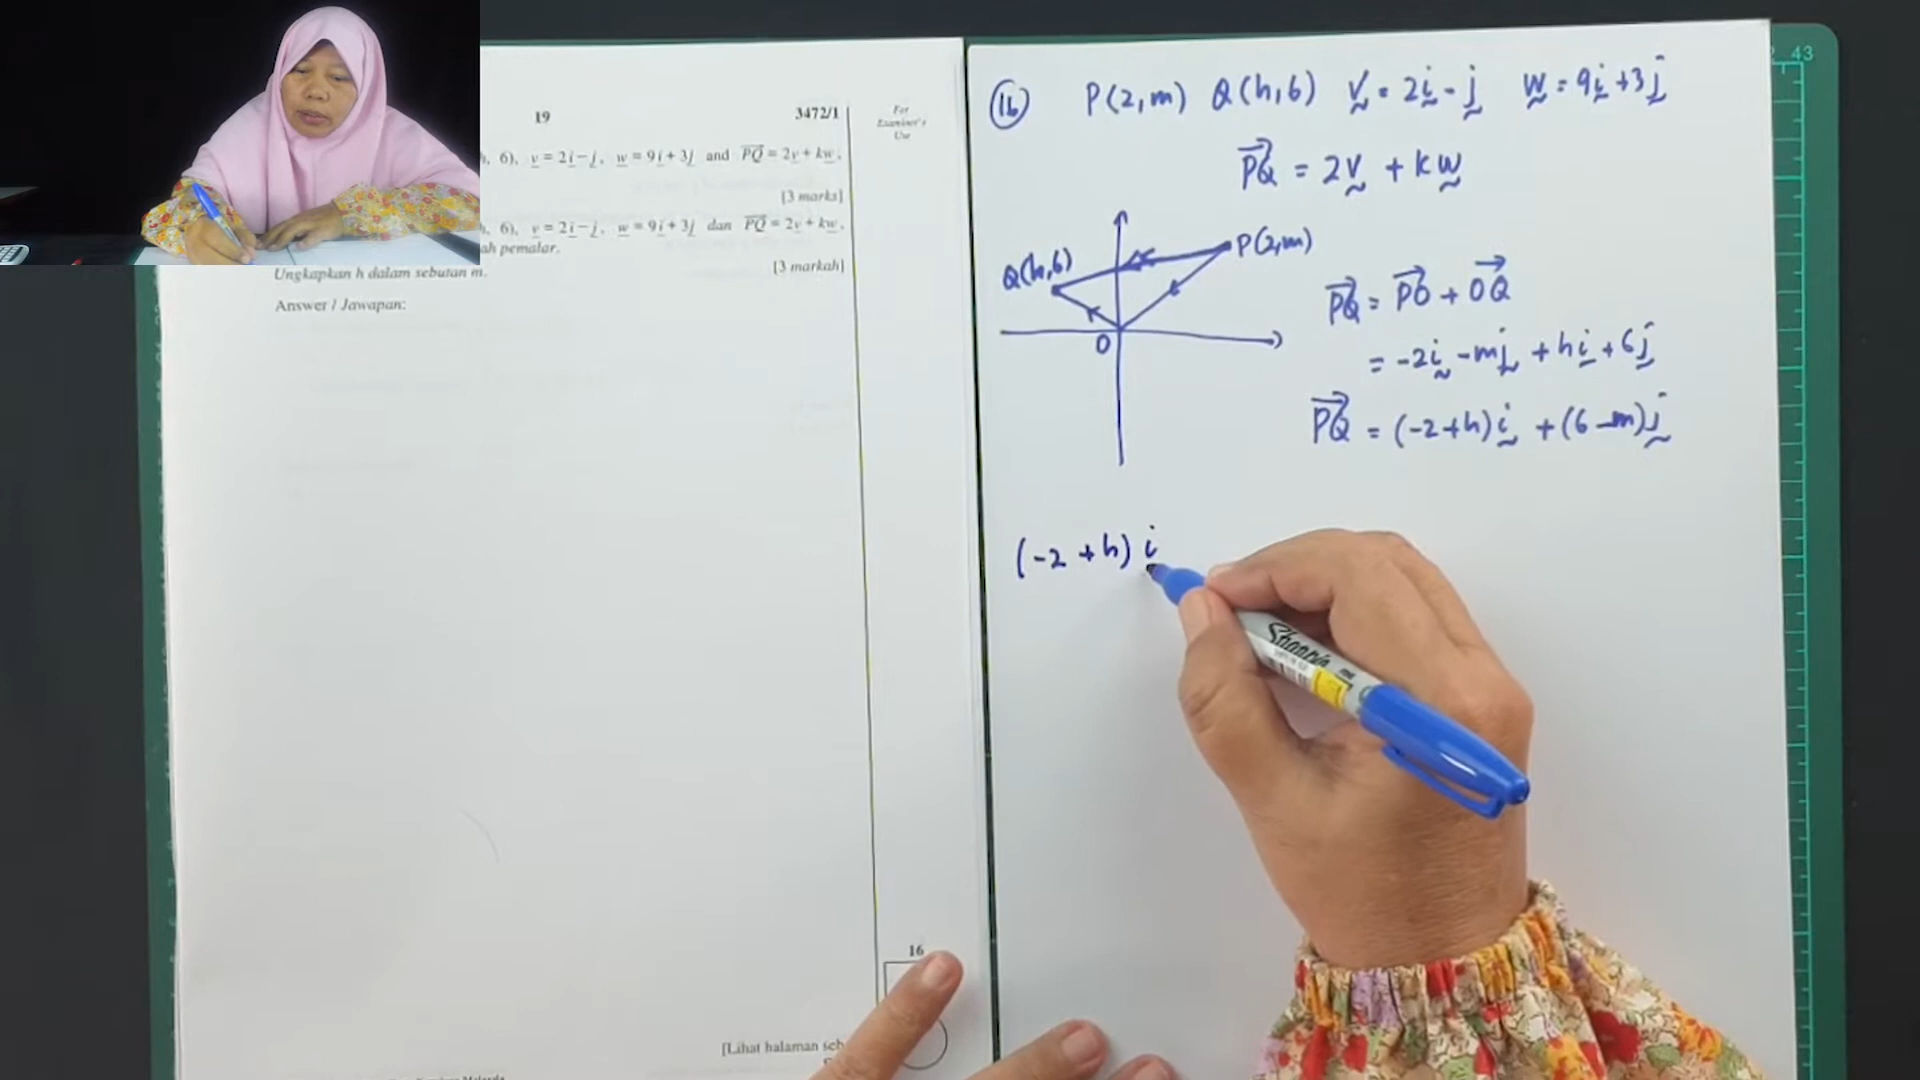 19
3472/1
For
Examiner's
Use
h, 6), v = 2i − j, w = 9i + 3j and PQ = 2v + kw,
[3 marks]
h, 6), v = 2i − j, w = 9i + 3j dan PQ = 2v + kw,
ah pemalar.
Ungkapkan h dalam sebutan m.
[3 markah]
Answer / Jawapan:
16
[Lihat halaman seb
Malaysia
16 P(2,m) Q(h,6) v = 2i - j w = 9i + 3j
PQ = 2v + kw
Q(h,6)
P(2,m)
O
PQ = PO + OQ
= -2i - mj + hi + 6j
PQ = (-2+h)i + (6-m)j
(-2 + h) i
Sharpie
43